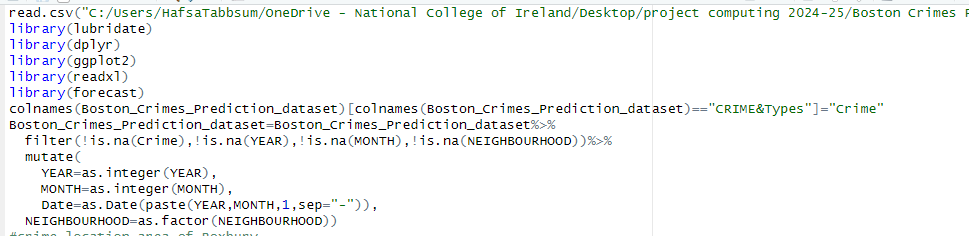 read.csv("C:/Users/HafsaTabbsum/OneDrive - National College of Ireland/Desktop/project computing 2024-25/Boston Crimes
library(lubridate)
library(dplyr)
library(ggplot2)
library(readxl)
library(forecast)
colnames(Boston_Crimes_Prediction_dataset)[colnames(Boston_Crimes_Prediction_dataset)=="CRIME&Types"]="Crime"
Boston_Crimes_Prediction_dataset=Boston_Crimes_Prediction_dataset%>%
filter(!is.na(Crime),!is.na(YEAR),!is.na(MONTH),!is.na(NEIGHBOURHOOD))%>%
mutate(
YEAR=as.integer(YEAR),
MONTH=as.integer(MONTH),
Date=as.Date(paste(YEAR,MONTH,1,sep="-")),
NEIGHBOURHOOD=as.factor(NEIGHBOURHOOD))
#crime location area of Roxbury